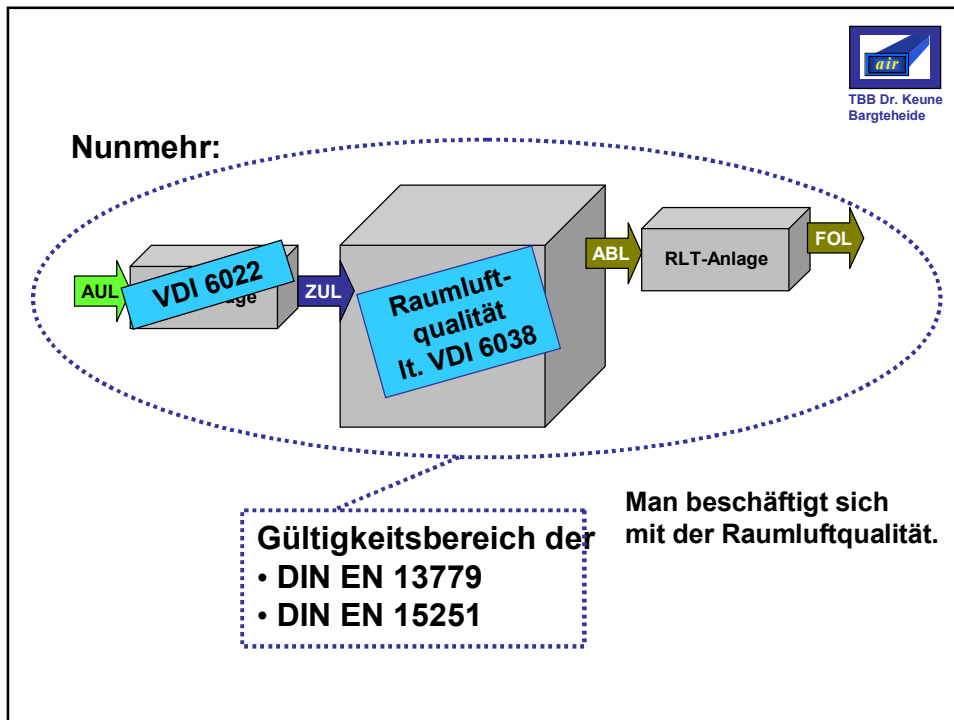 air
TBB Dr. Keune
Bargteheide
Nunmehr:
AUL
VDI 6022
ZUL
Raumluft-
qualität
lt. VDI 6038
ABL
RLT-Anlage
FOL
Man beschäftigt sich
mit der Raumluftqualität.
Gültigkeitsbereich der
• DIN EN 13779
• DIN EN 15251